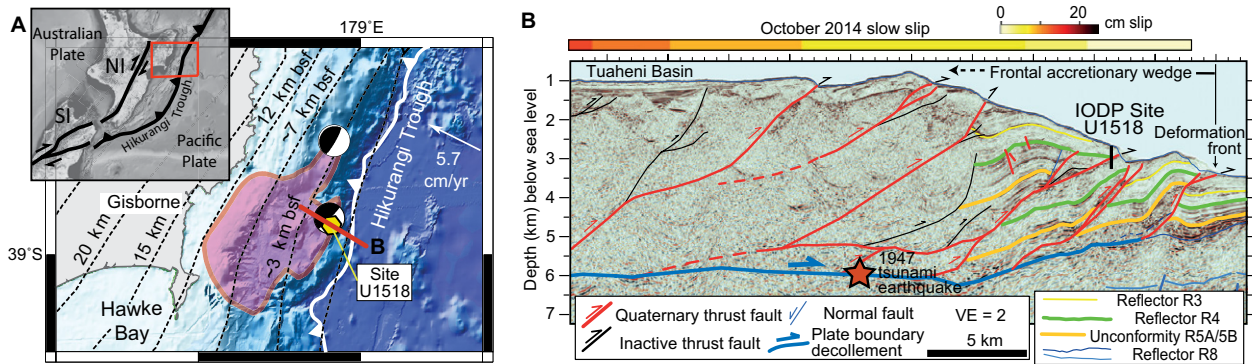 A
Australian
Plate
NI
SI
Hikurangi Trough
Pacific
Plate
179°E
12 km bsf
~7 km bsf
Hikurangi Trough
5.7
cm/yr
Gisborne
20 km
15 km
~3 km bsf
B
39°S
Site
U1518
Hawke
Bay
B
October 2014 slow slip
0 20
cm slip
Tuaheni Basin
Frontal accretionary wedge
IODP Site
U1518
Deformation
front
Depth (km) below sea level
1
2
3
4
5
6
7
1947
tsunami
earthquake
Quaternary thrust fault
Normal fault
VE = 2
Inactive thrust fault
Plate boundary
decollement
5 km
Reflector R3
Reflector R4
Unconformity R5A/5B
Reflector R8